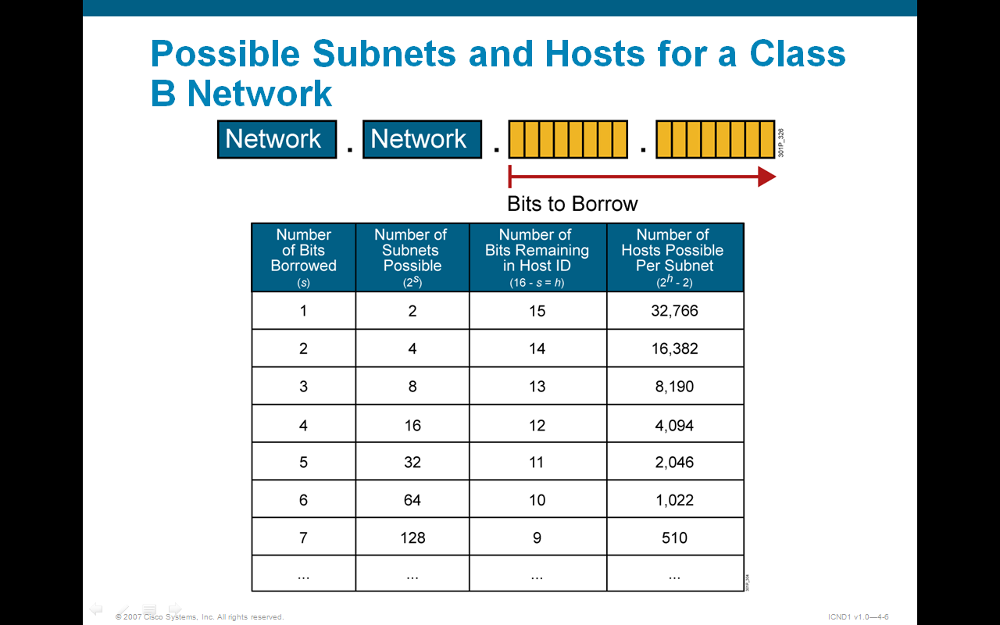 Possible Subnets and Hosts for a Class
B Network
Network . Network . .
301P_326
Bits to Borrow
Number of Bits Borrowed (s) Number of Subnets Possible (2^s) Number of Bits Remaining in Host ID (16 - s = h) Number of Hosts Possible Per Subnet (2^h - 2)
1 2 15 32,766
2 4 14 16,382
3 8 13 8,190
4 16 12 4,094
5 32 11 2,046
6 64 10 1,022
7 128 9 510
... ... ... ...
© 2007 Cisco Systems, Inc. All rights reserved.
ICND1 v1.0—4-6